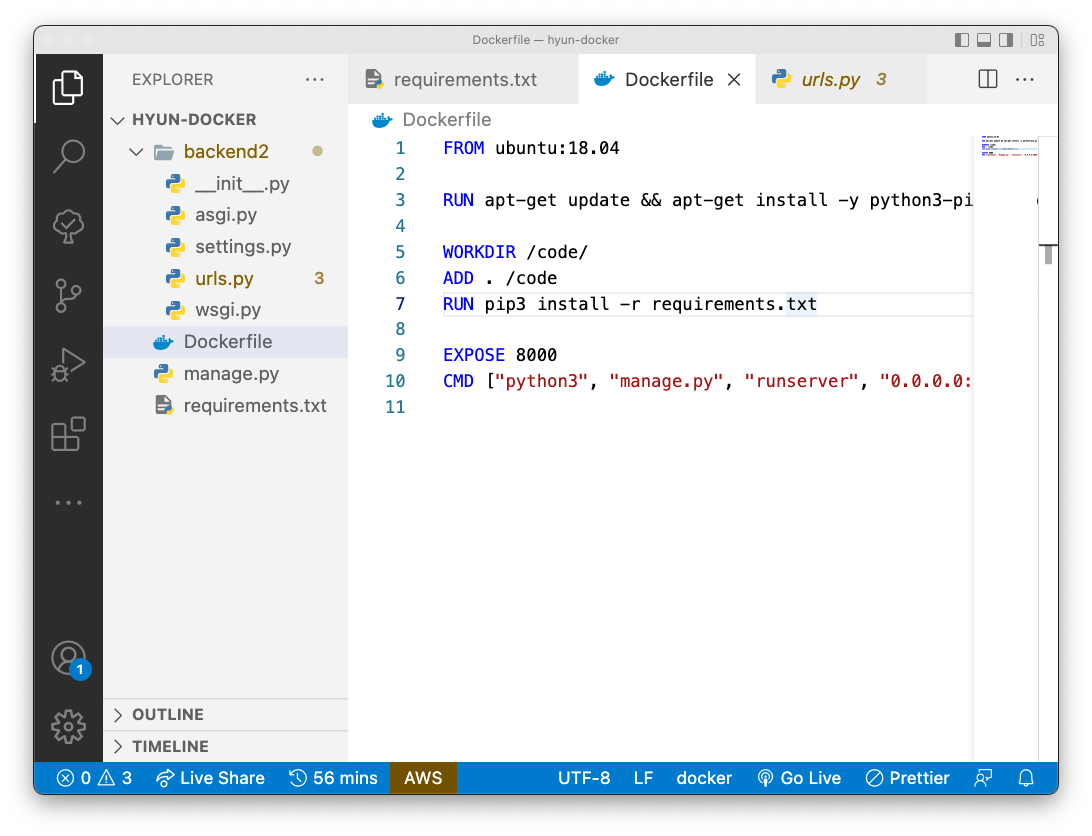 Dockerfile — hyun-docker
EXPLORER
requirements.txt
Dockerfile
urls.py 3
HYUN-DOCKER
backend2
__init__.py
asgi.py
settings.py
urls.py 3
wsgi.py
Dockerfile
manage.py
requirements.txt
OUTLINE
TIMELINE
Dockerfile
1 FROM ubuntu:18.04
2
3 RUN apt-get update && apt-get install -y python3-pi
4
5 WORKDIR /code/
6 ADD . /code
7 RUN pip3 install -r requirements.txt
8
9 EXPOSE 8000
10 CMD ["python3", "manage.py", "runserver", "0.0.0.0:
11
1
0 3 Live Share 56 mins AWS UTF-8 LF docker Go Live Prettier